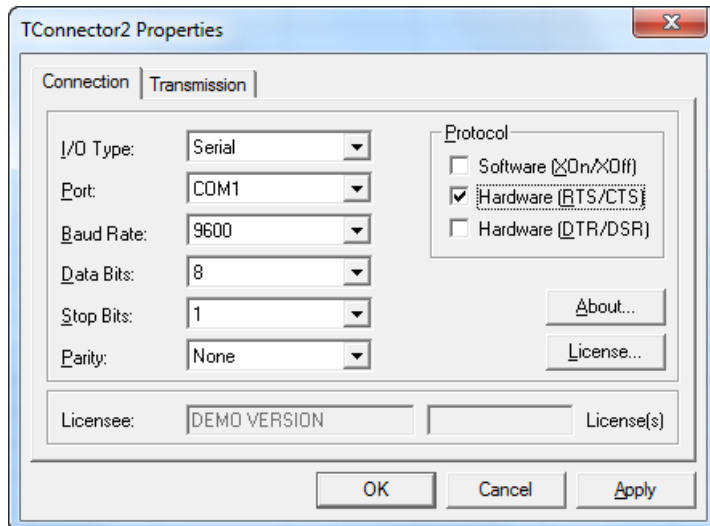 TConnector2 Properties
Connection Transmission
I/O Type: Serial
Port: COM1
Baud Rate: 9600
Data Bits: 8
Stop Bits: 1
Parity: None
Protocol
Software (XOn/XOff)
Hardware (RTS/CTS)
Hardware (DTR/DSR)
About...
License...
Licensee: DEMO VERSION License(s)
OK Cancel Apply